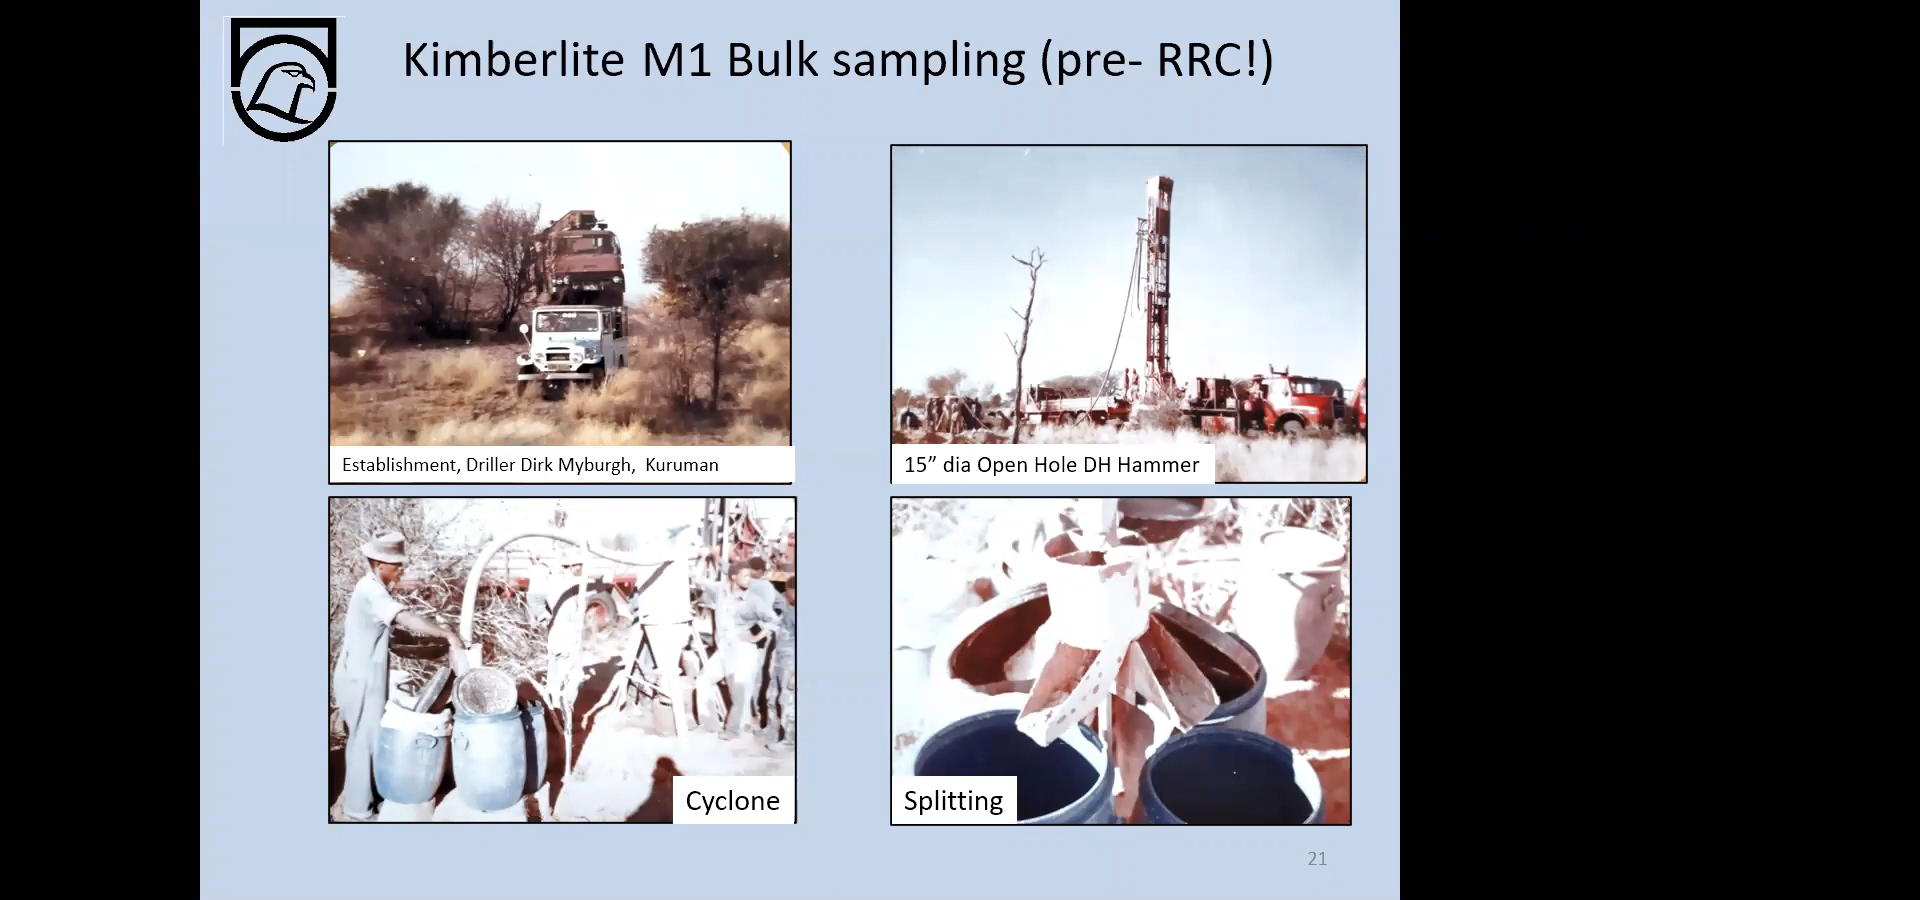 Kimberlite M1 Bulk sampling (pre- RRC!)
Establishment, Driller Dirk Myburgh, Kuruman
15” dia Open Hole DH Hammer
Cyclone
Splitting
21